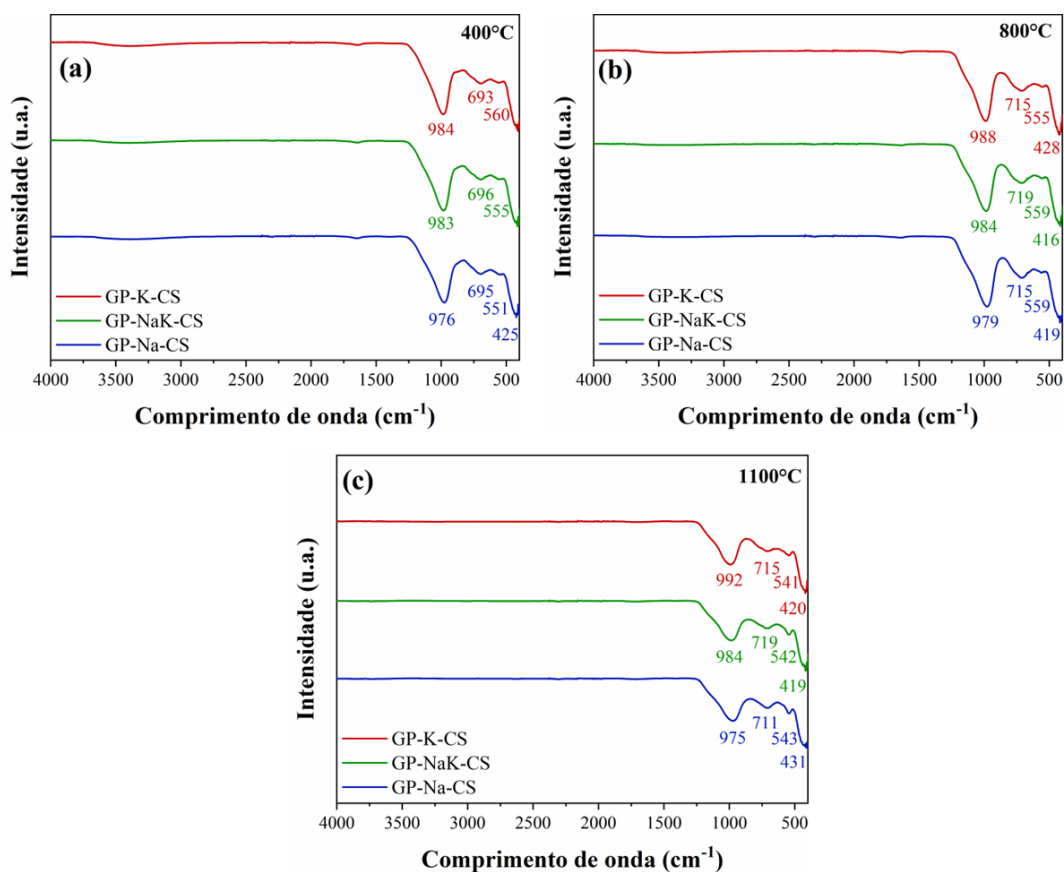 400°C
(a)
693
560
984
696
555
983
695
551
976
425
GP-K-CS
GP-NaK-CS
GP-Na-CS
4000 3500 3000 2500 2000 1500 1000 500
Comprimento de onda (cm⁻¹)
Intensidade (u.a.)
800°C
(b)
715
555
988
428
719
559
984
416
715
559
979
419
GP-K-CS
GP-NaK-CS
GP-Na-CS
4000 3500 3000 2500 2000 1500 1000 500
Comprimento de onda (cm⁻¹)
Intensidade (u.a.)
1100°C
(c)
992
715
541
420
984
719
542
419
975
711
543
431
GP-K-CS
GP-NaK-CS
GP-Na-CS
4000 3500 3000 2500 2000 1500 1000 500
Comprimento de onda (cm⁻¹)
Intensidade (u.a.)